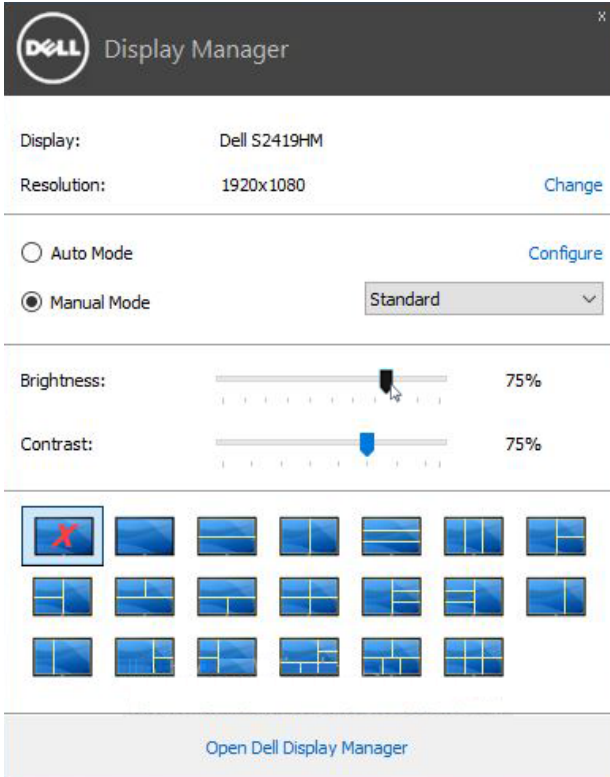 x
DELL Display Manager
Display: Dell S2419HM
Resolution: 1920x1080 Change
Auto Mode Configure
Manual Mode Standard
Brightness: 75%
Contrast: 75%
X
Open Dell Display Manager